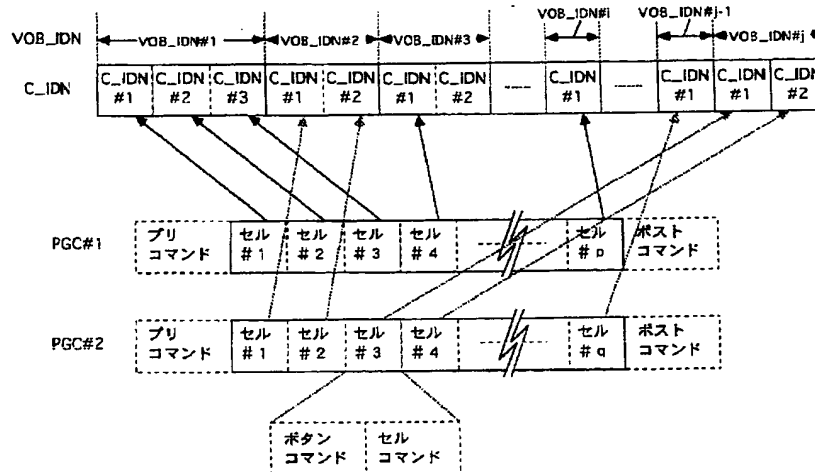 VOB_IDN VOB_IDN#1 VOB_IDN#2 VOB_IDN#3 VOB_IDN#i VOB_IDN#j-1 VOB_IDN#j
C_IDN C_IDN C_IDN C_IDN C_IDN C_IDN C_IDN C_IDN C_IDN C_IDN C_IDN C_IDN
#1 #2 #3 #1 #2 #1 #2 #1 #1 #1 #2
プリ セル セル セル セル セル ポスト
PGC#1 コマンド #1 #2 #3 #4 #p コマンド
プリ セル セル セル セル セル ポスト
PGC#2 コマンド #1 #2 #3 #4 #q コマンド
ボタン セル
コマンド コマンド